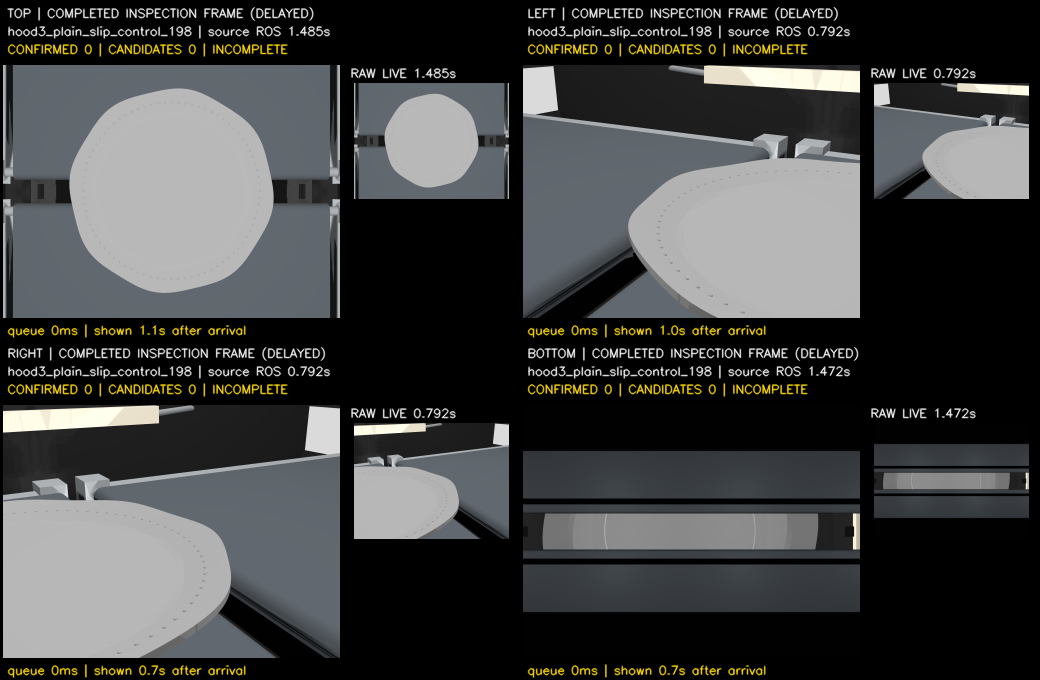 TOP | COMPLETED INSPECTION FRAME (DELAYED)
hood3_plain_slip_control_198 | source ROS 1.485s
CONFIRMED 0 | CANDIDATES 0 | INCOMPLETE
RAW LIVE 1.485s
queue 0ms | shown 1.1s after arrival
LEFT | COMPLETED INSPECTION FRAME (DELAYED)
hood3_plain_slip_control_198 | source ROS 0.792s
CONFIRMED 0 | CANDIDATES 0 | INCOMPLETE
RAW LIVE 0.792s
queue 0ms | shown 1.0s after arrival
RIGHT | COMPLETED INSPECTION FRAME (DELAYED)
hood3_plain_slip_control_198 | source ROS 0.792s
CONFIRMED 0 | CANDIDATES 0 | INCOMPLETE
RAW LIVE 0.792s
queue 0ms | shown 0.7s after arrival
BOTTOM | COMPLETED INSPECTION FRAME (DELAYED)
hood3_plain_slip_control_198 | source ROS 1.472s
CONFIRMED 0 | CANDIDATES 0 | INCOMPLETE
RAW LIVE 1.472s
queue 0ms | shown 0.7s after arrival